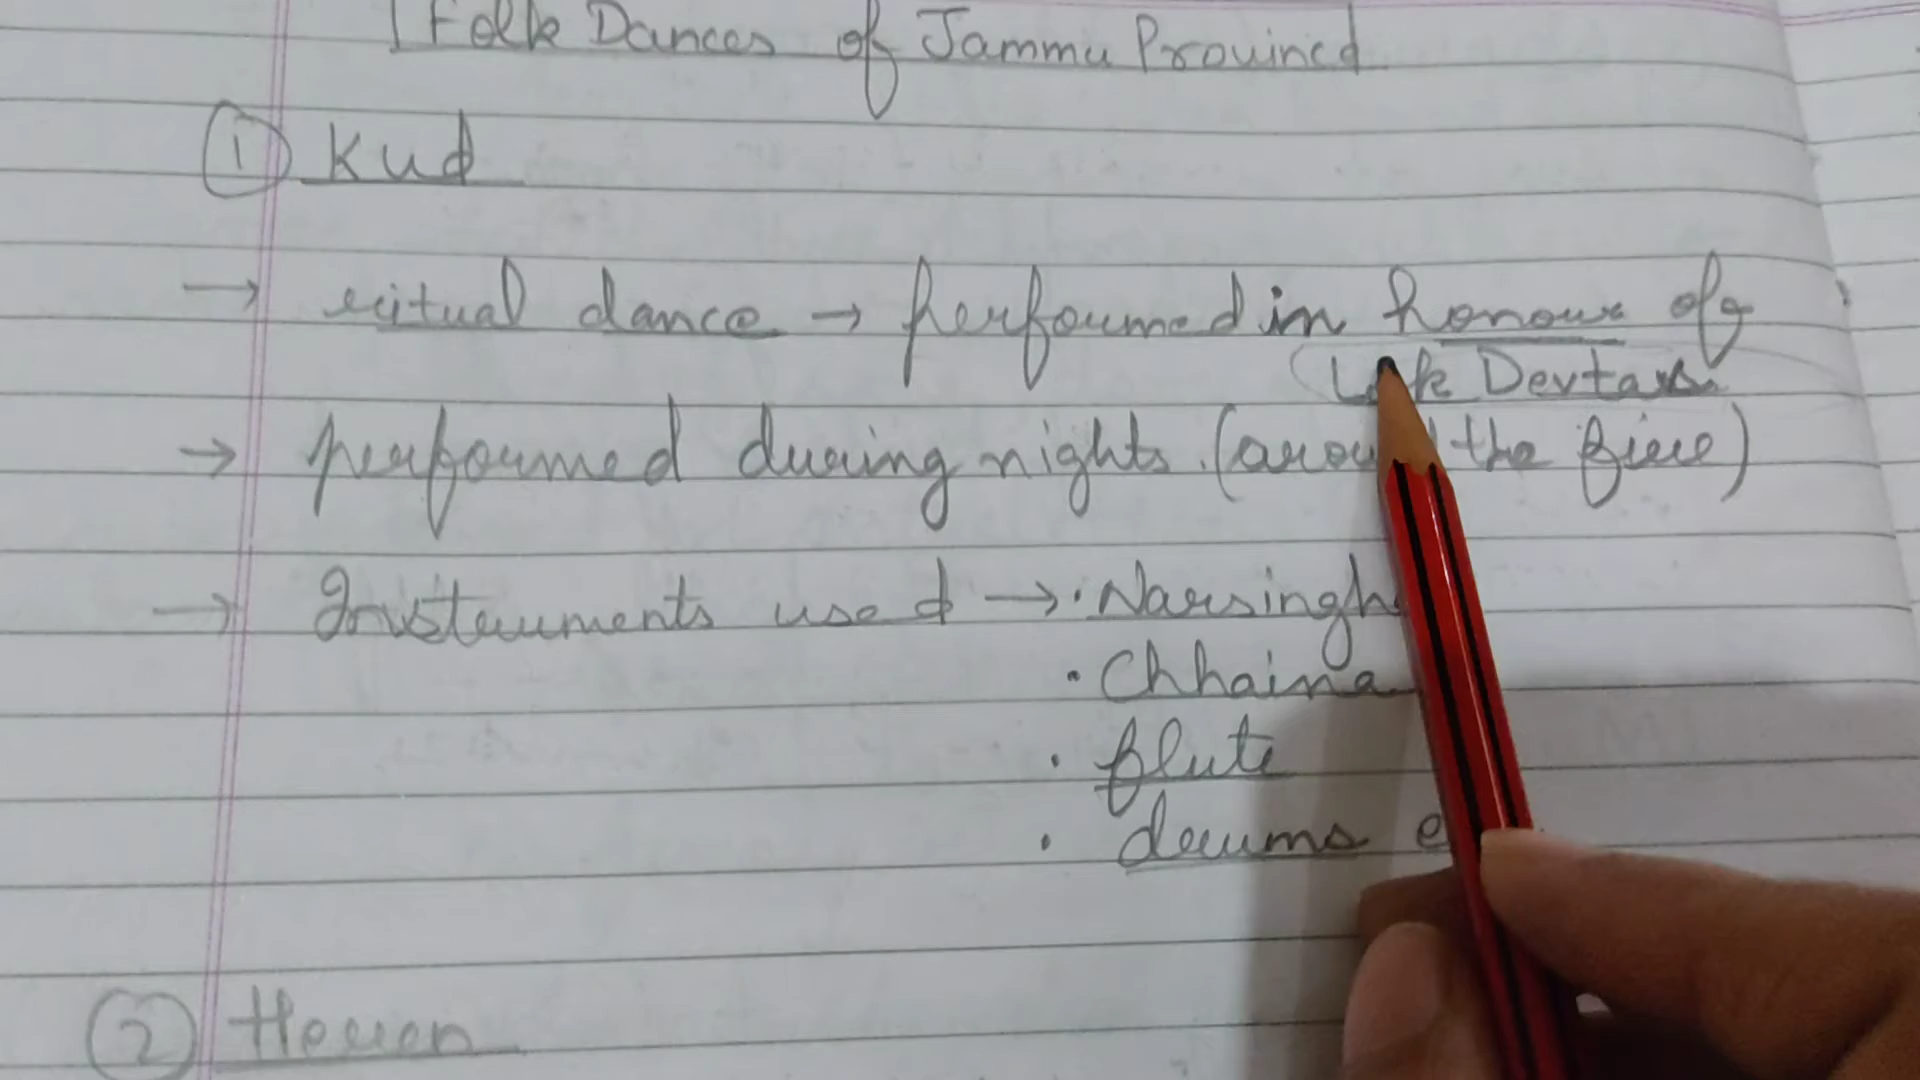 Folk Dances of Jammu Provinc
① Kud
→ ritual dance → performed in honour of
Lok Devtas.
→ performed during nights. (around the fire)
→ Instruments used → • Narsingha
• Chhaina
• flute
• drums
② Heren